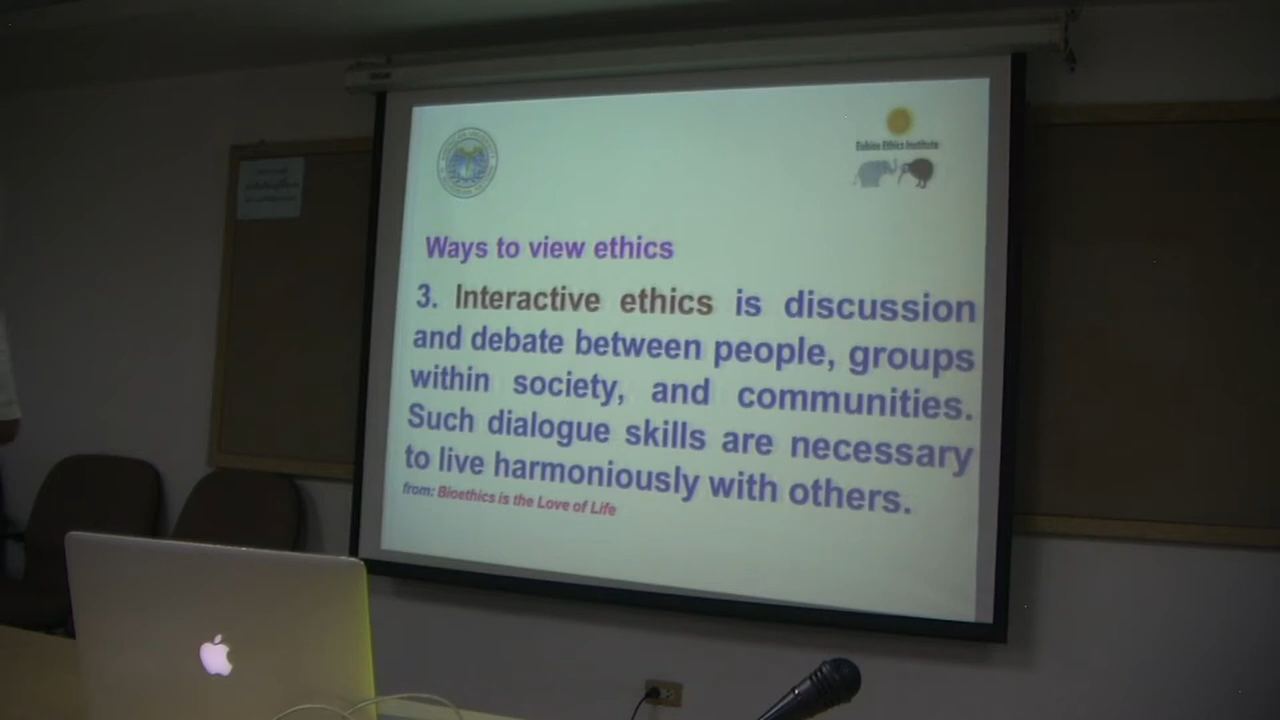 Eubios Ethics Institute
Ways to view ethics
3. Interactive ethics is discussion
and debate between people, groups
within society, and communities.
Such dialogue skills are necessary
to live harmoniously with others.
from: Bioethics is the Love of Life